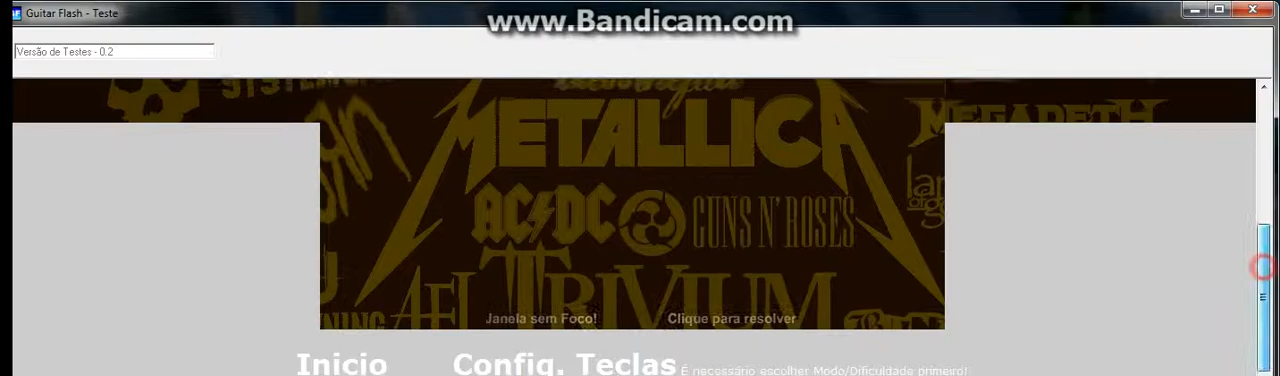 www.Bandicam.com
Guitar Flash - Teste
Versão de Testes - 0.2
METALLICA
MEGADETH
AC/DC
GUNS N' ROSES
TRIVIUM
Janela sem Foco!
Clique para resolver
Inicio
Config. Teclas
É necessário escolher Modo/Dificuldade primeiro!